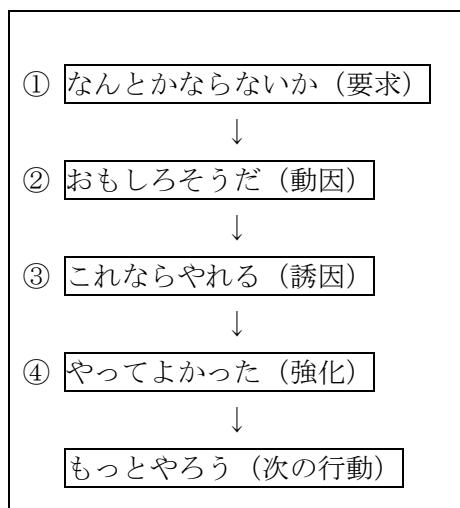 ① なんとかならないか（要求）
↓
② おもしろそうだ（動因）
↓
③ これならやれる（誘因）
↓
④ やってよかった（強化）
↓
もっとやろう（次の行動）